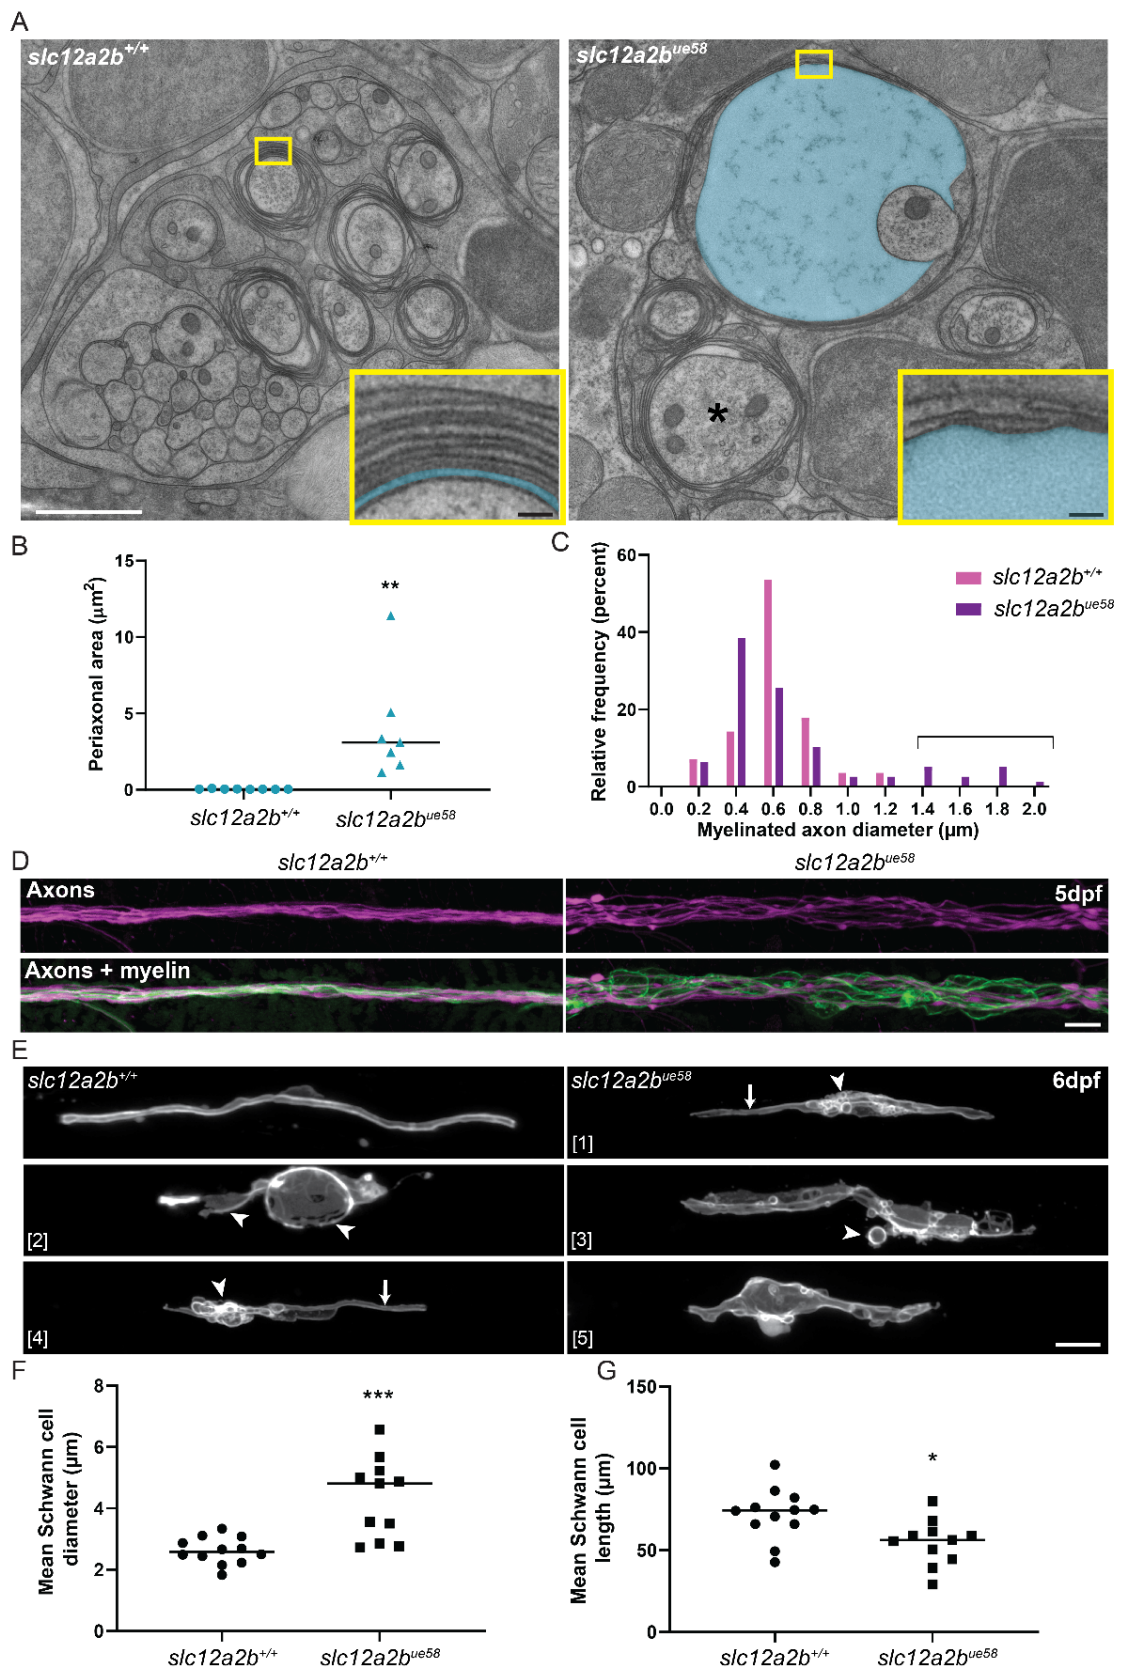 A
slc12a2b+/+
slc12a2bue58
*
B
C
Periaxonal area (µm2)
15
10
5
0
**
slc12a2b+/+
slc12a2bue58
Relative frequency (percent)
60
40
20
0
slc12a2b+/+
slc12a2bue58
0.0 0.2 0.4 0.6 0.8 1.0 1.2 1.4 1.6 1.8 2.0
Myelinated axon diameter (µm)
D
slc12a2b+/+
slc12a2bue58
Axons
5dpf
Axons + myelin
E
slc12a2b+/+
slc12a2bue58
6dpf
[1]
[2]
[3]
[4]
[5]
F
Mean Schwann cell
diameter (µm)
8
6
4
2
0
***
slc12a2b+/+
slc12a2bue58
G
Mean Schwann cell
length (µm)
150
100
50
0
*
slc12a2b+/+
slc12a2bue58